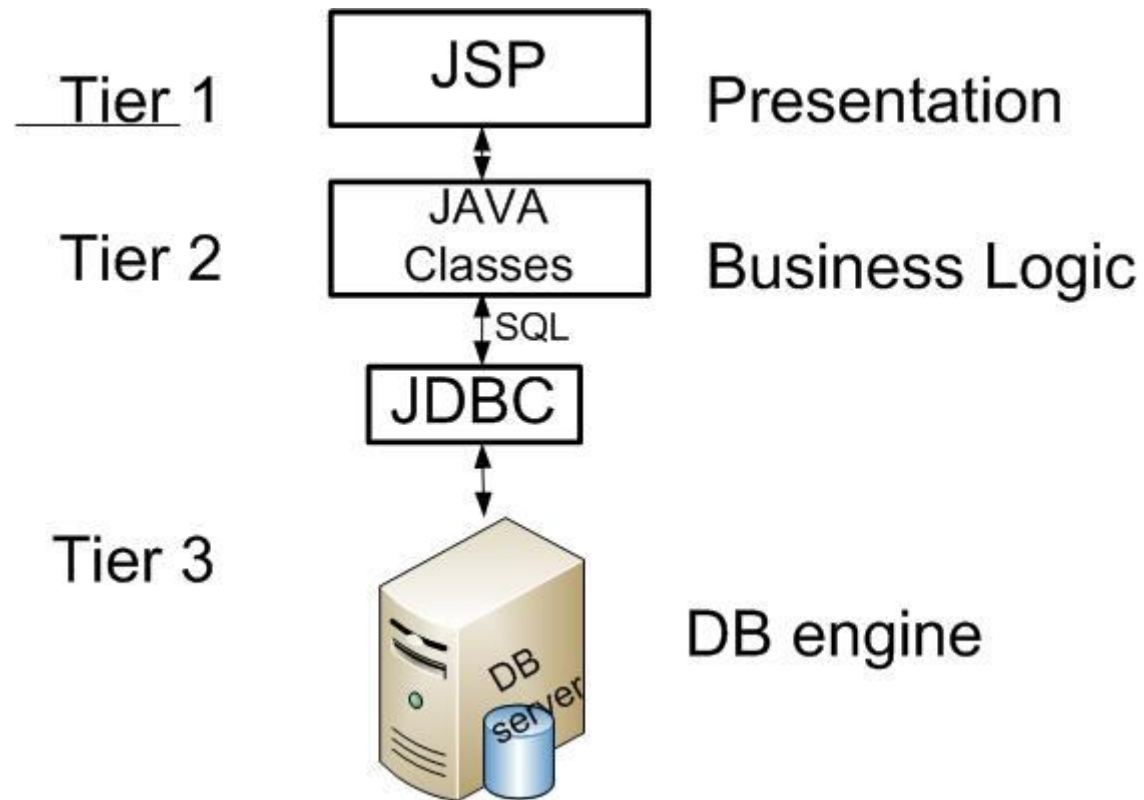 JSP
Tier 1
Presentation
JAVA
Classes
Tier 2
Business Logic
SQL
JDBC
Tier 3
DB engine
DB
server